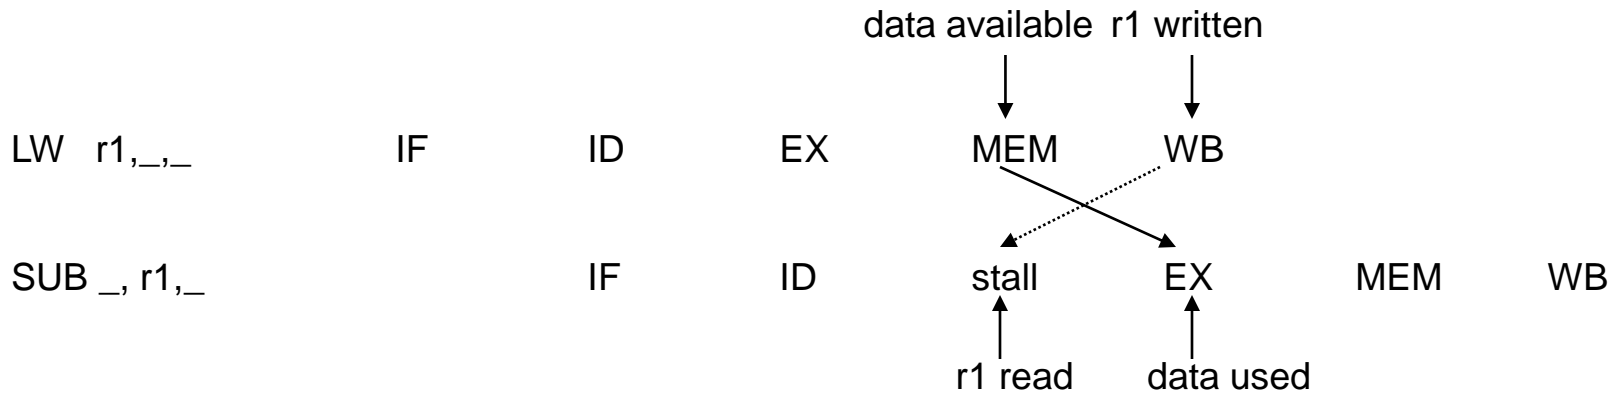 data available r1 written
LW r1,_,_ IF ID EX MEM WB
SUB _, r1,_ IF ID stall EX MEM WB
r1 read data used